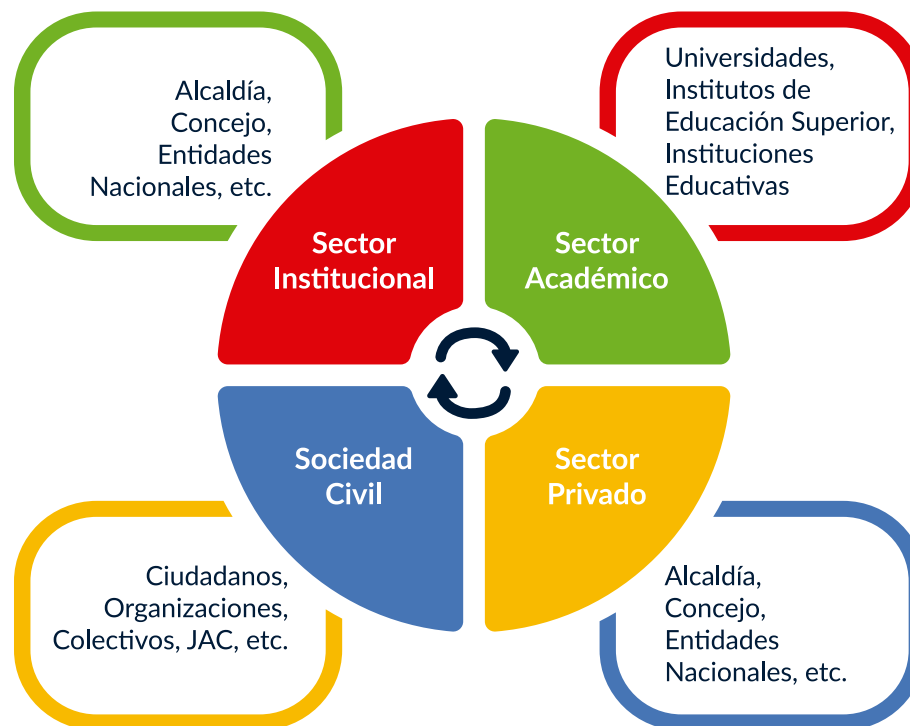 Alcaldía,
Concejo,
Entidades
Nacionales, etc.
Universidades,
Institutos de
Educación Superior,
Instituciones
Educativas
Sector
Institucional
Sector
Académico
Sociedad
Civil
Sector
Privado
Ciudadanos,
Organizaciones,
Colectivos, JAC, etc.
Alcaldía,
Concejo,
Entidades
Nacionales, etc.